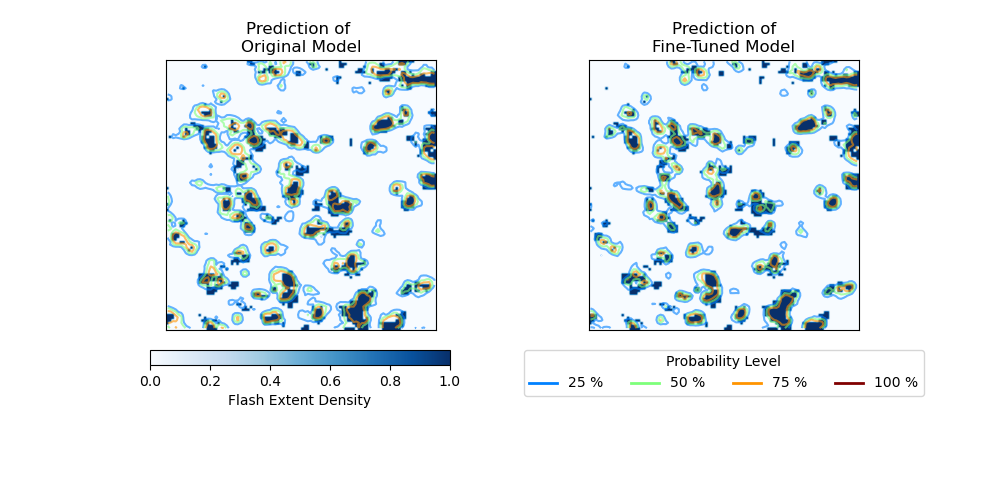 Prediction of
Original Model
Prediction of
Fine-Tuned Model
0.0 0.2 0.4 0.6 0.8 1.0
Flash Extent Density
Probability Level
25 % 50 % 75 % 100 %